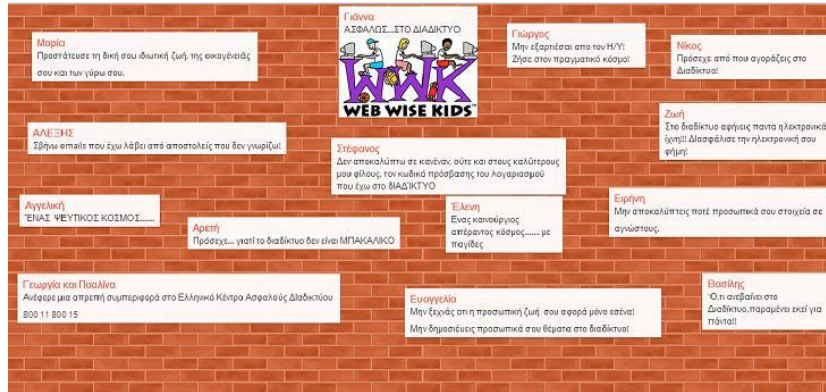 Γιάννα
ΑΣΦΑΛΩΣ...ΣΤΟ ΔΙΑΔΙΚΤΥΟ
WWK
WEB WISE KIDS™
Μαρία
Προστάτευσε τη δική σου ιδιωτική ζωή, της οικογένειάς
σου και των γύρω σου.
Γιώργος
Μην εξαρτιέσαι απο τον Η/Υ!
Ζήσε στον πραγματικό κόσμο!
Νίκος
Πρόσεχε από που αγοράζεις στο
Διαδίκτυο!
ΑΛΕΞΗΣ
Σβήνω emails που έχω λάβει από αποστολείς που δεν γνωρίζω!
Στέφανος
Δεν αποκαλύπτω σε κανέναν, ούτε και στους καλύτερους
μου φίλους, τον κωδικό πρόσβασης του λογαριασμού
που έχω στο ΔΙΑΔΊΚΤΥΟ
Ζωή
Στο διαδίκτυο αφήνεις παντα ηλεκτρονικά
ίχνη!!! Διασφάλισε την ηλεκτρονική σου
φήμη!
Αγγελική
ΈΝΑΣ ΨΕΥΤΙΚΟΣ ΚΟΣΜΟΣ.......
Αρετή
Πρόσεχε... γιατί το διαδίκτυο δεν είναι ΜΠΑΚΑΛΙΚΟ
Έλενη
Ενας καινούργιος
απέραντος κόσμος....... με
παγίδες
Ειρήνη
Μην αποκαλύπτεις ποτέ προσωπικά σου στοιχεία σε
αγνώστους.
Γεωργία και Παολίνα
Ανέφερε μια απρεπή συμπεριφορά στο Ελληνικό Κέντρο Ασφαλούς Διαδικτύου
800 11 800 15
Ευαγγελία
Μην ξεχνάς οτι η προσωπική ζωή σου αφορά μόνο εσένα!
Μην δημοσιέυεις προσωπικά σου θέματα στο διαδίκτυο!
Βασίλης
Ό,τι ανεβαίνει στο
Διαδίκτυο,παραμένει εκεί για
πάντα!!